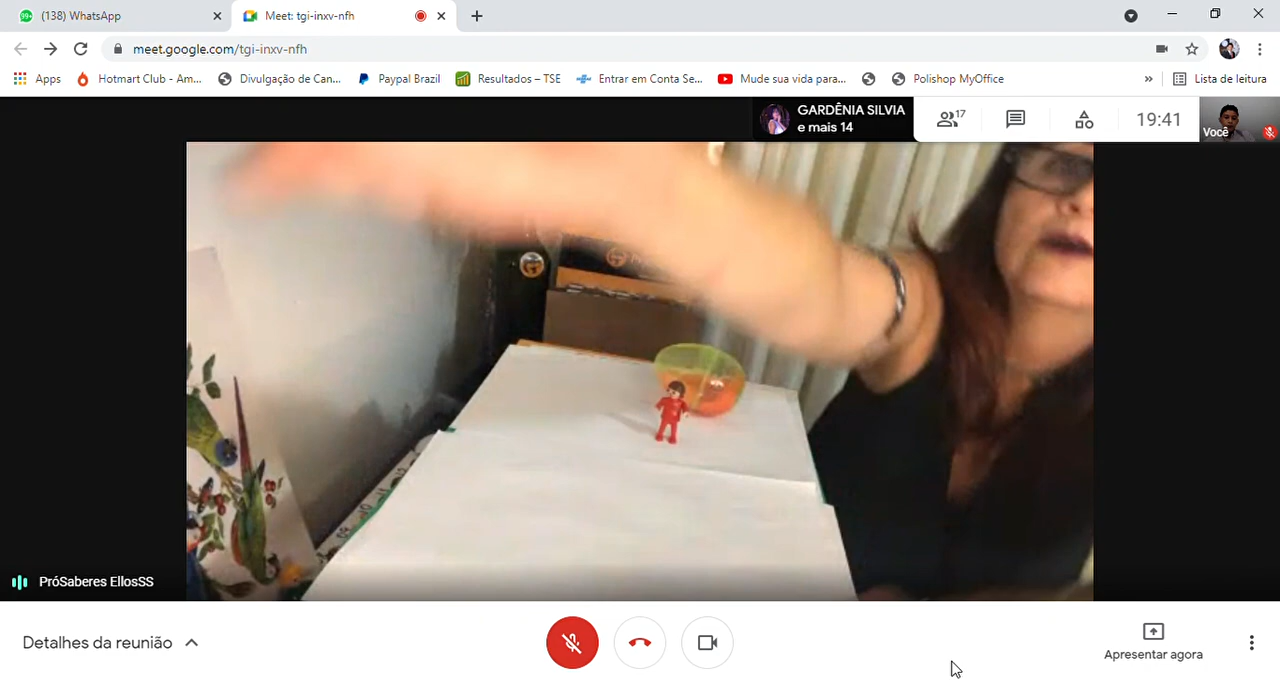 99+
(138) WhatsApp
Meet: tgi-inxv-nfh
meet.google.com/tgi-inxv-nfh
Apps
Hotmart Club - Am...
Divulgação de Can...
Paypal Brazil
Resultados – TSE
Entrar em Conta Se...
Mude sua vida para...
Polishop MyOffice
»
Lista de leitura
GARDÊNIA SILVIA
e mais 14
17
19:41
Você
PróSaberes EllosSS
Detalhes da reunião
Apresentar agora